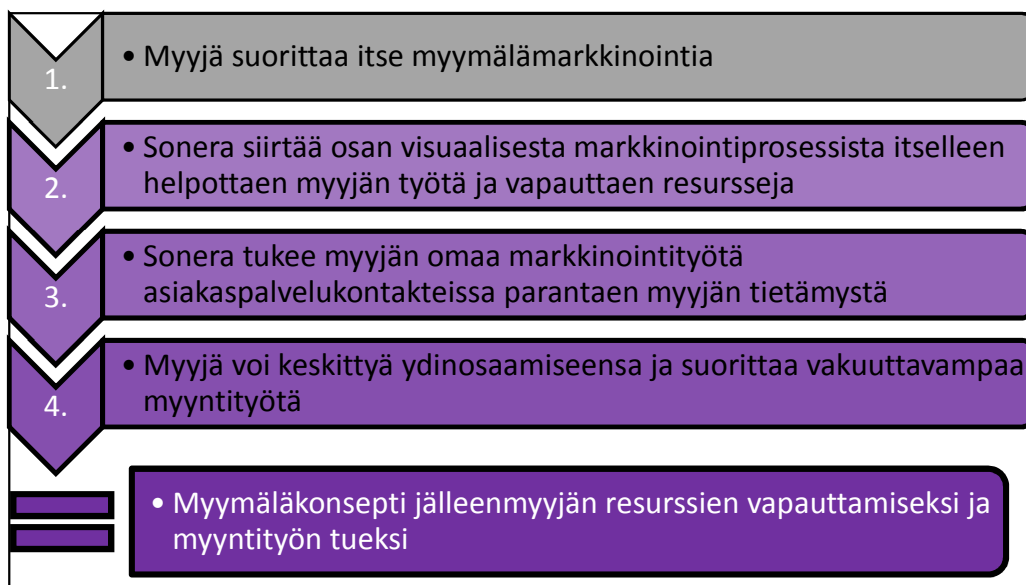 1.
• Myyjä suorittaa itse myymälämarkkinointia
2.
• Sonera siirtää osan visuaalisesta markkinointiprosessista itselleen
helpottaen myyjän työtä ja vapauttaen resursseja
3.
• Sonera tukee myyjän omaa markkinointityötä
asiakaspalvelukontakteissa parantaen myyjän tietämystä
4.
• Myyjä voi keskittyä ydinosaamiseensa ja suorittaa vakuuttavampaa
myyntityötä
• Myymäläkonsepti jälleenmyyjän resurssien vapauttamiseksi ja
myyntityön tueksi